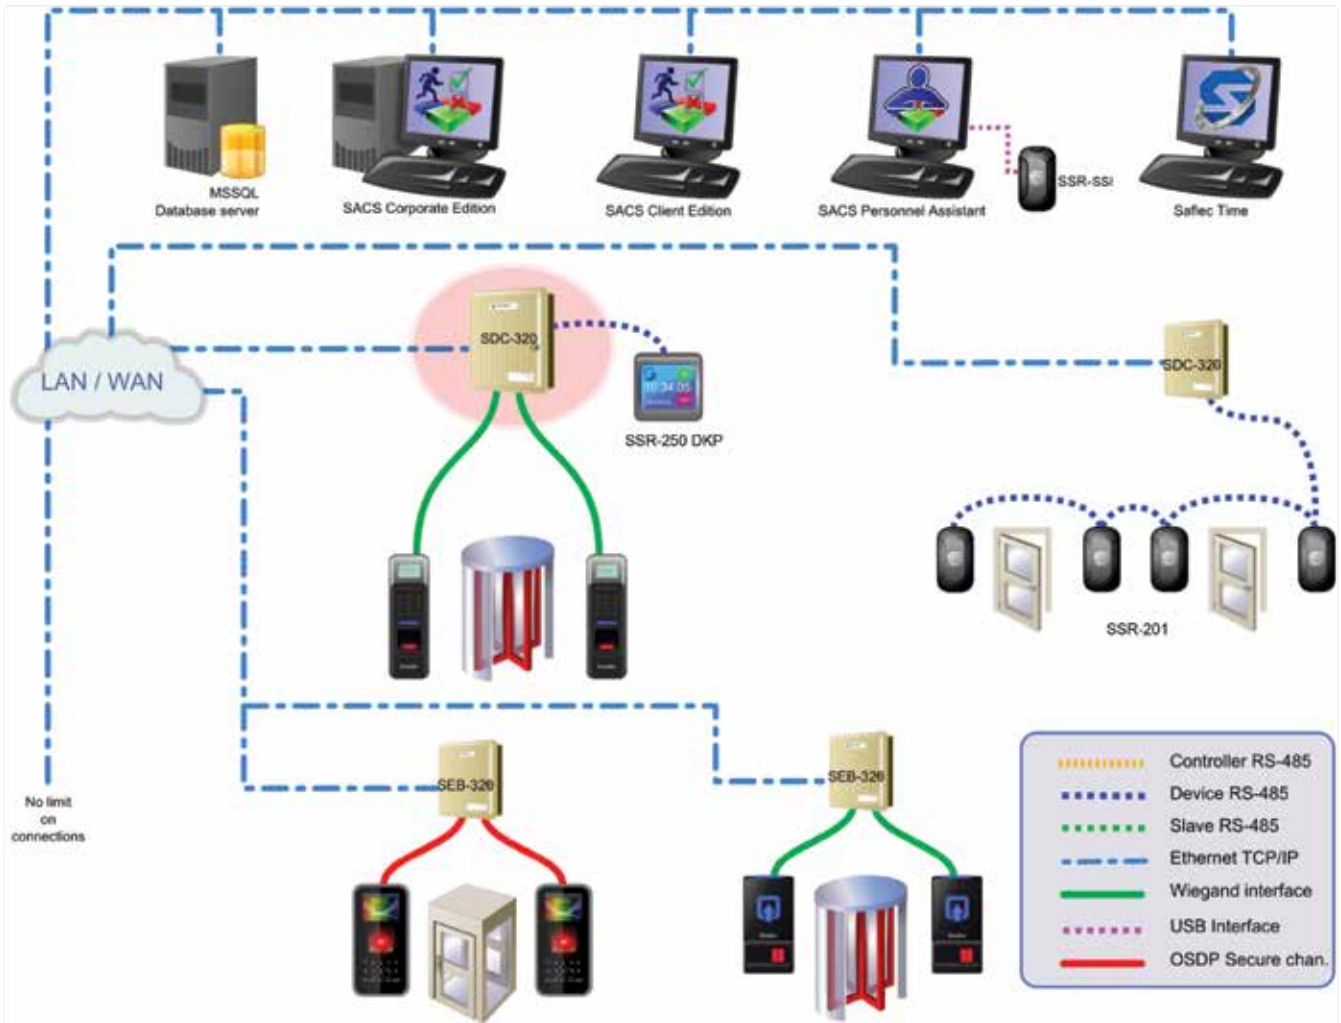 MSSQL
Database server
SACS Corporate Edition
SACS Client Edition
SACS Personnel Assistant
SSR-SSI
Saflec Time
LAN / WAN
SDC-320
SSR-250 DKP
SDC-320
SSR-201
SEB-320
SEB-320
No limit
on
connections
Controller RS-485
Device RS-485
Slave RS-485
Ethernet TCP/IP
Wiegand interface
USB Interface
OSDP Secure chan.